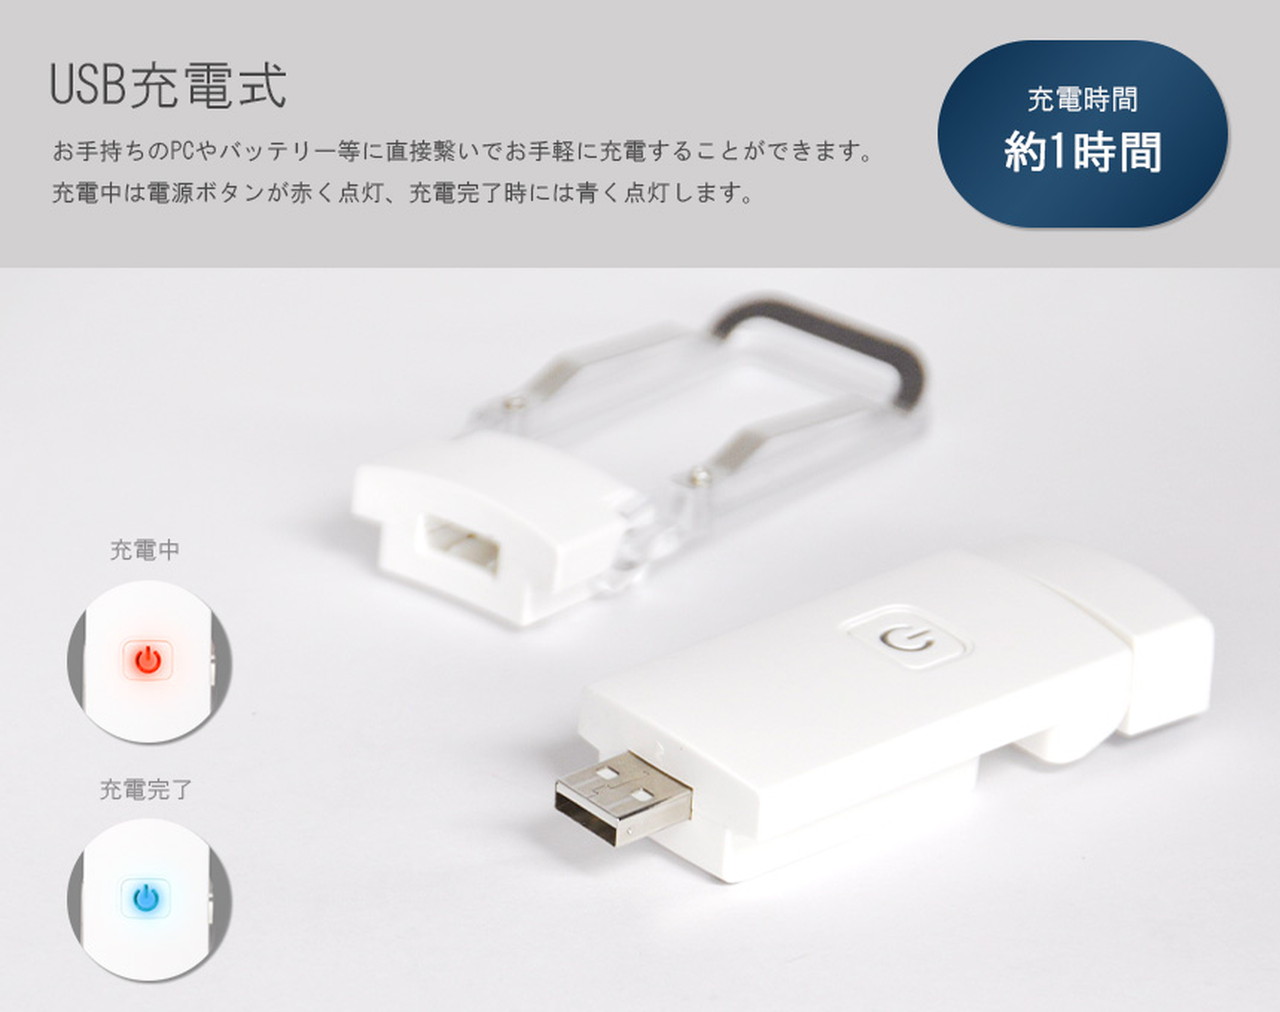 USB充電式
お手持ちのPCやバッテリー等に直接繋いでお手軽に充電することができます。
充電中は電源ボタンが赤く点灯、充電完了時には青く点灯します。
充電時間
約1時間
充電中
充電完了